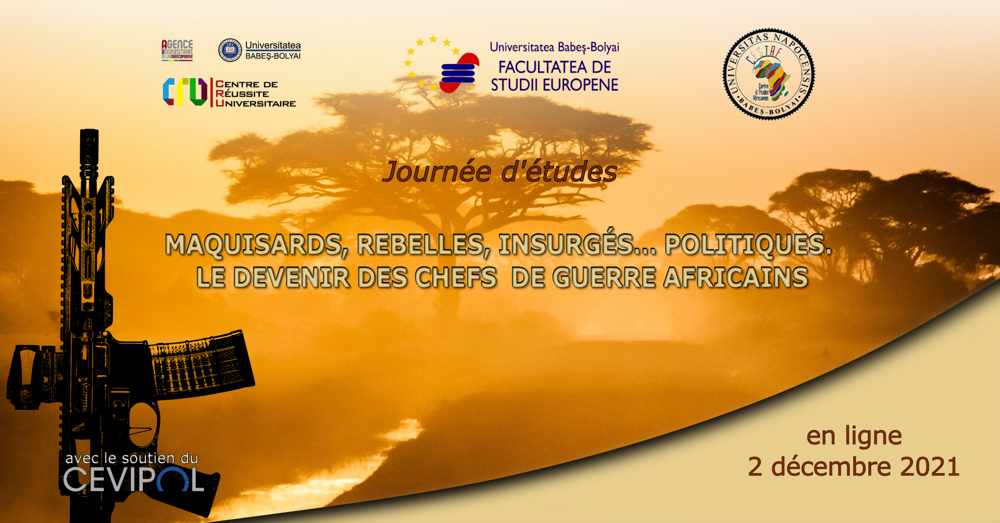 AGENCE
UNIVERSITAIRE
DE LA FRANCOPHONIE
Universitatea
BABEŞ-BOLYAI
CENTRE DE
RÉUSSITE
UNIVERSITAIRE
Universitatea Babeş-Bolyai
FACULTATEA DE
STUDII EUROPENE
UNIVERSITAS NAPOCENSIS
BABEŞ-BOLYAI
CESTAF
Centre
d'Études
Africaines
Journée d'études
MAQUISARDS, REBELLES, INSURGÉS... POLITIQUES.
LE DEVENIR DES CHEFS DE GUERRE AFRICAINS
avec le soutien du
CEVIPOL
en ligne
2 décembre 2021